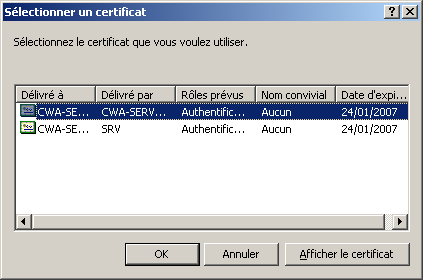 Sélectionner un certificat
Sélectionnez le certificat que vous voulez utiliser.
Délivré à Délivré par Rôles prévus Nom convivial Date d'expi...
CWA-SE... CWA-SERV... Authentific... Aucun 24/01/2007
CWA-SE... SRV Authentific... Aucun 24/01/2007
OK Annuler Afficher le certificat